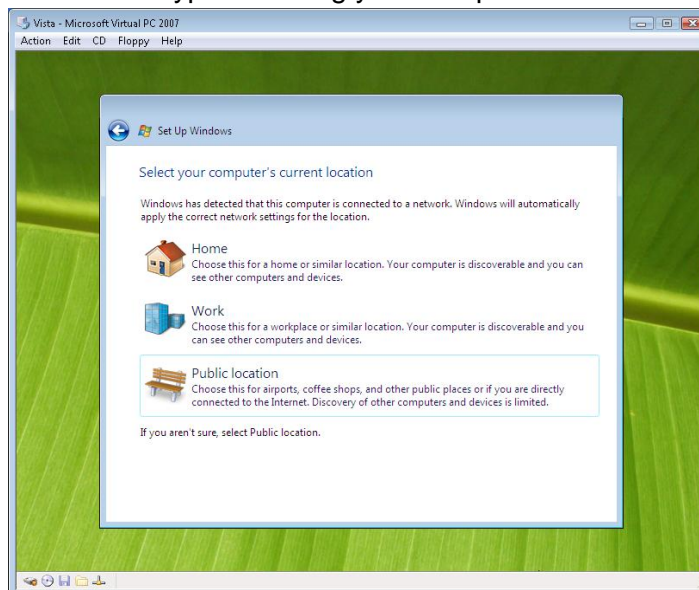 Vista - Microsoft Virtual PC 2007
Action Edit CD Floppy Help
Set Up Windows
Select your computer's current location
Windows has detected that this computer is connected to a network. Windows will automatically
apply the correct network settings for the location.
Home
Choose this for a home or similar location. Your computer is discoverable and you can
see other computers and devices.
Work
Choose this for a workplace or similar location. Your computer is discoverable and you
can see other computers and devices.
Public location
Choose this for airports, coffee shops, and other public places or if you are directly
connected to the Internet. Discovery of other computers and devices is limited.
If you aren't sure, select Public location.